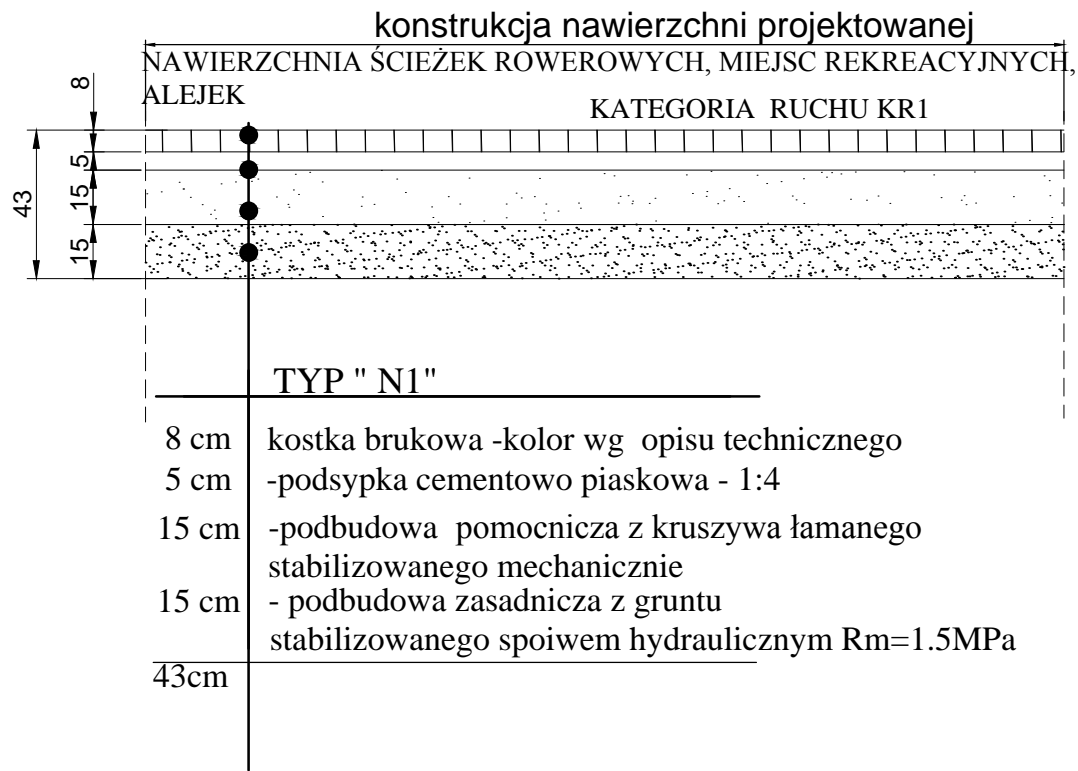 konstrukcja nawierzchni projektowanej
NAWIERZCHNIA ŚCIEŻEK ROWEROWYCH, MIEJSC REKREACYJNYCH,
ALEJEK
KATEGORIA RUCHU KR1
8
5
15
15
43
TYP " N1"
8 cm kostka brukowa -kolor wg opisu technicznego
5 cm -podsypka cementowo piaskowa - 1:4
15 cm -podbudowa pomocnicza z kruszywa łamanego
stabilizowanego mechanicznie
15 cm - podbudowa zasadnicza z gruntu
stabilizowanego spoiwem hydraulicznym Rm=1.5MPa
43cm